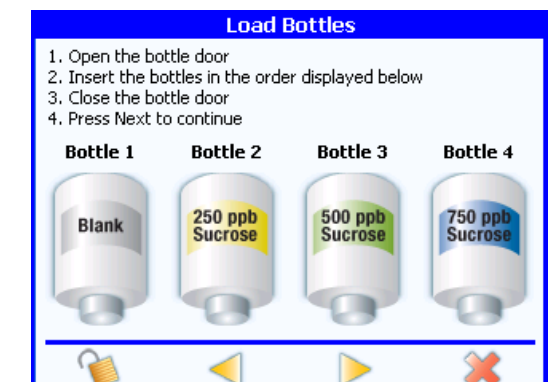 Load Bottles
1. Open the bottle door
2. Insert the bottles in the order displayed below
3. Close the bottle door
4. Press Next to continue
Bottle 1 Bottle 2 Bottle 3 Bottle 4
Blank
250 ppb
Sucrose
500 ppb
Sucrose
750 ppb
Sucrose